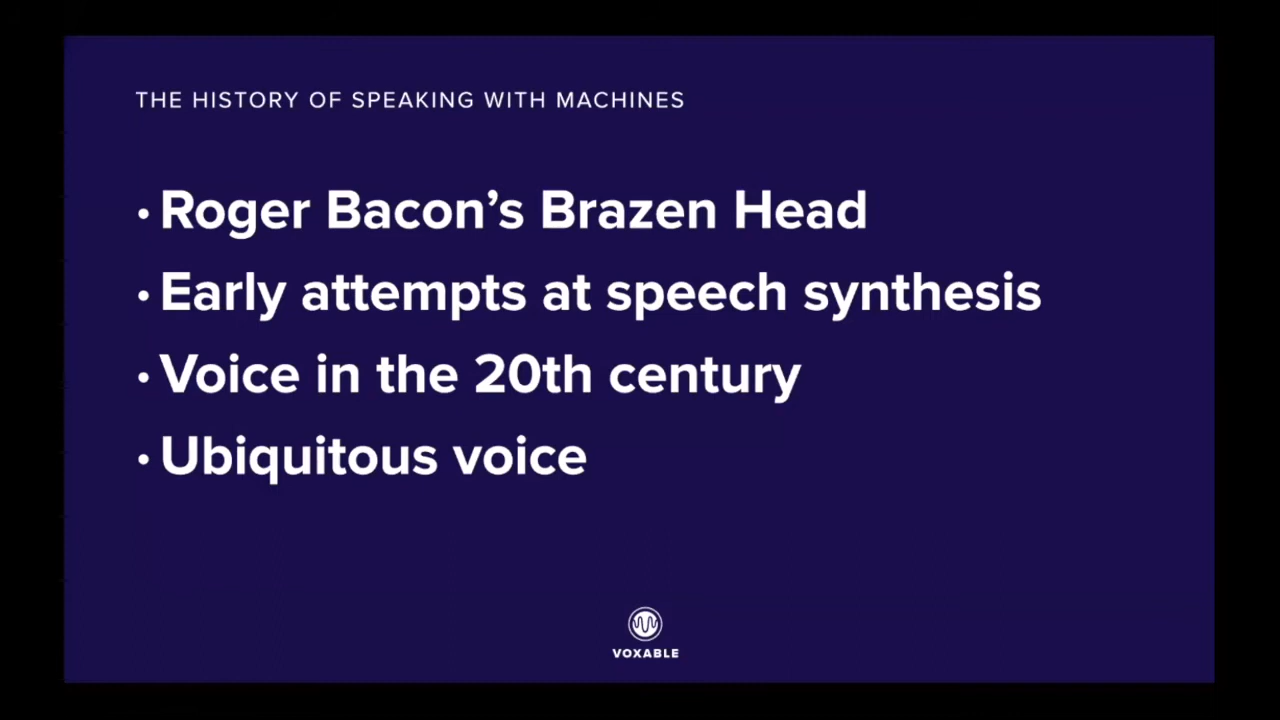 THE HISTORY OF SPEAKING WITH MACHINES
• Roger Bacon’s Brazen Head
• Early attempts at speech synthesis
• Voice in the 20th century
• Ubiquitous voice
VOXABLE